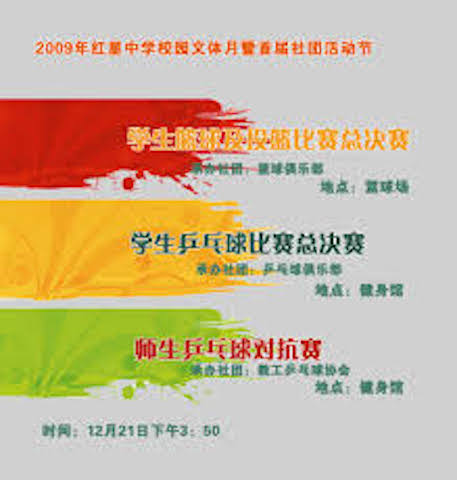 2009年红星中学校园文体月暨首届社团活动节
学生篮球及投篮比赛总决赛
承办社团：篮球俱乐部
地点：篮球场
学生乒乓球比赛总决赛
承办社团：乒乓球俱乐部
地点：健身馆
师生乒乓球对抗赛
承办社团：教工乒乓球协会
地点：健身馆
时间：12月21日下午3：50